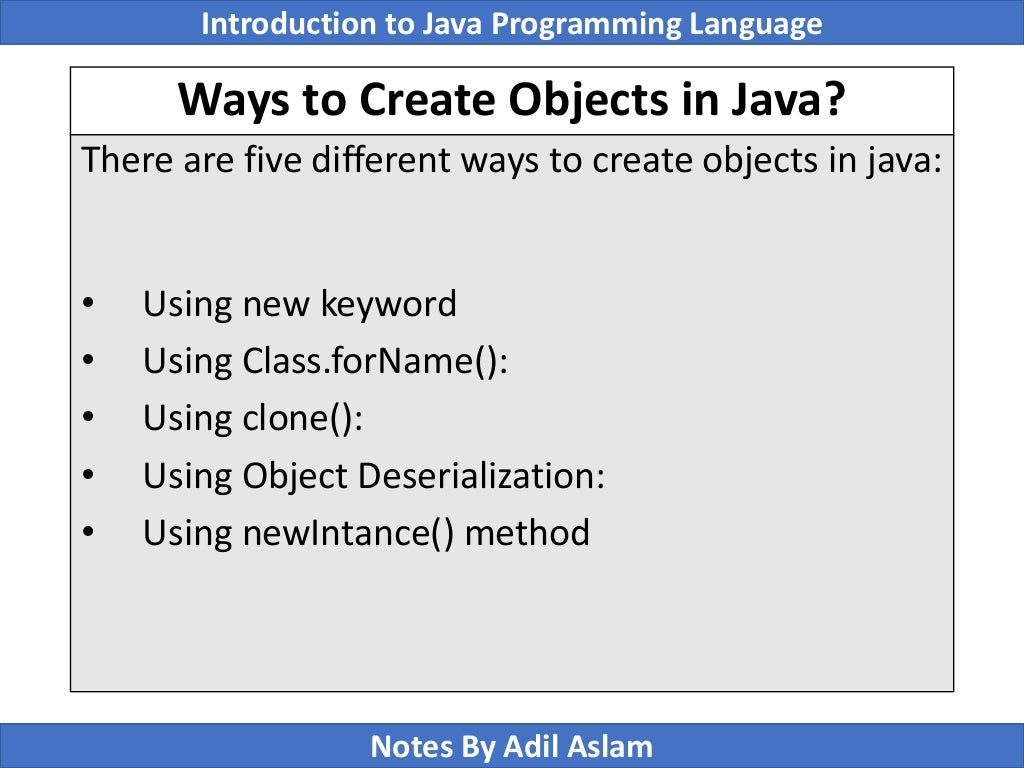 Introduction to Java Programming Language
Ways to Create Objects in Java?
There are five different ways to create objects in java:
• Using new keyword
• Using Class.forName():
• Using clone():
• Using Object Deserialization:
• Using newIntance() method
Notes By Adil Aslam